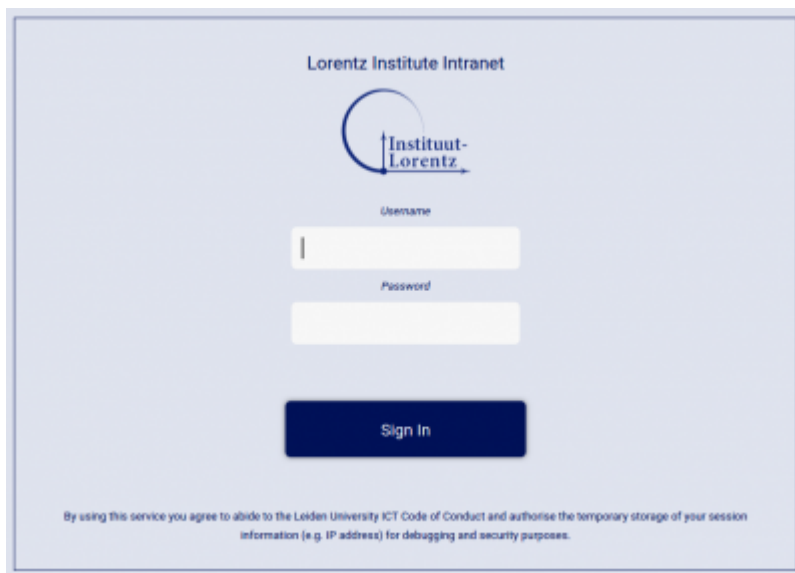 Lorentz Institute Intranet
Instituut-
Lorentz
Username
Password
Sign In
By using this service you agree to abide to the Leiden University ICT Code of Conduct and authorise the temporary storage of your session
information (e.g. IP address) for debugging and security purposes.